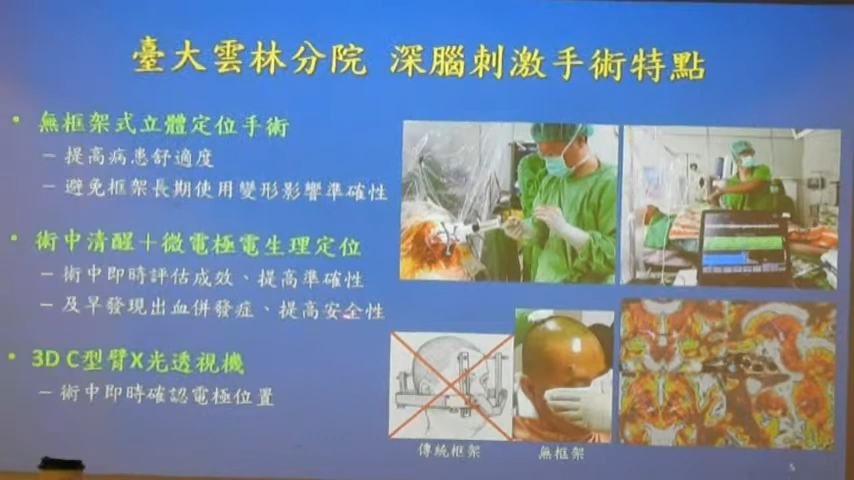 臺大雲林分院 深腦刺激手術特點
• 無框架式立體定位手術
– 提高病患舒適度
– 避免框架長期使用變形影響準確性
• 術中清醒＋微電極電生理定位
– 術中即時評估成效、提高準確性
– 及早發現出血併發症、提高安全性
• 3D C型臂X光透視機
– 術中即時確認電極位置
傳統框架
無框架
5